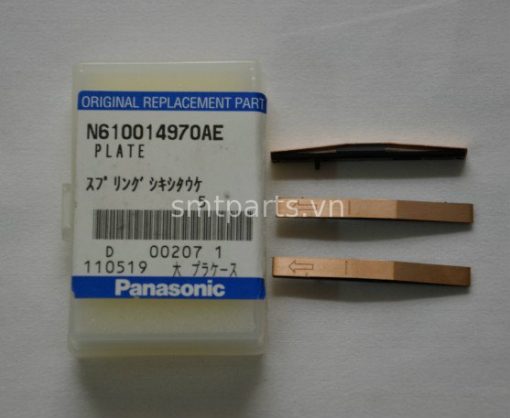 ORIGINAL REPLACEMENT PART
N610014970AE
PLATE
ｽﾌﾟﾘﾝｸﾞｼｷｼﾀｳｹ
5
smtparts.vn
D 00207 1
110519 大 プラケース
Panasonic